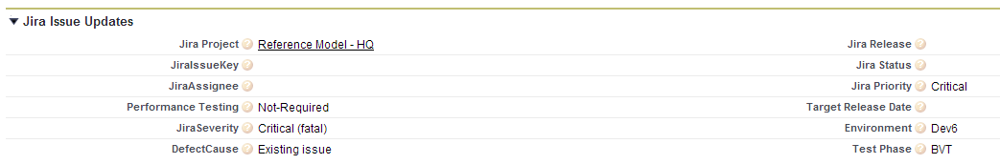 Jira Issue Updates
Jira Project ? Reference Model - HQ Jira Release ?
JiraIssueKey ? Jira Status ?
JiraAssignee ? Jira Priority ? Critical
Performance Testing ? Not-Required Target Release Date ?
JiraSeverity ? Critical (fatal) Environment ? Dev6
DefectCause ? Existing issue Test Phase ? BVT